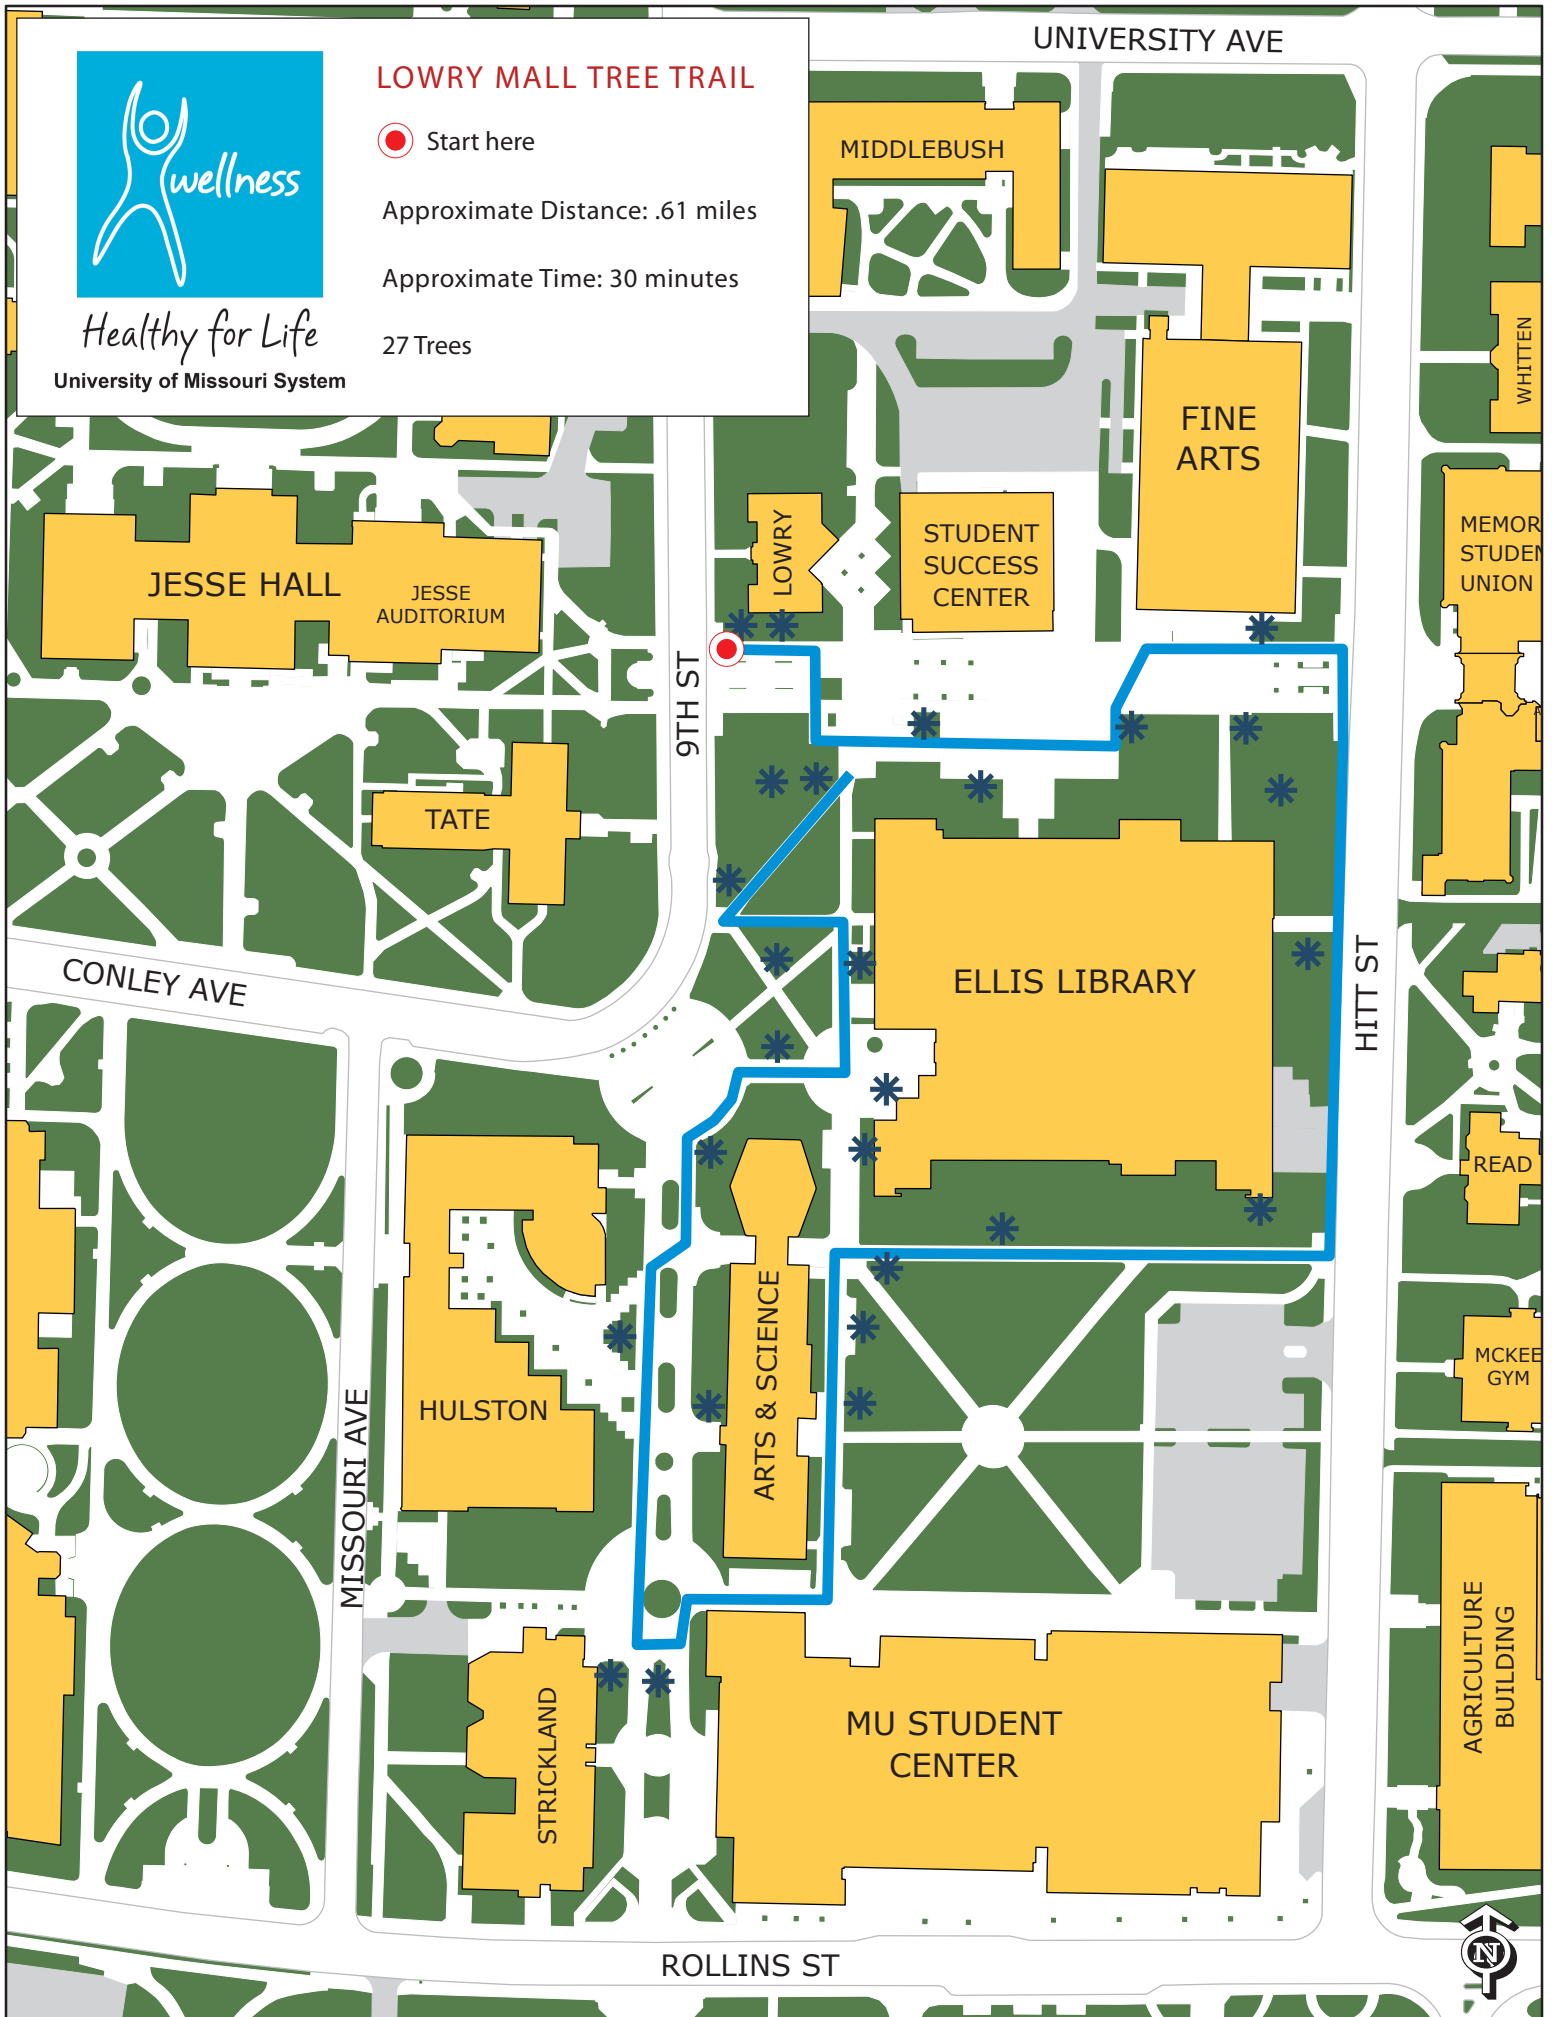 UNIVERSITY AVE
LOWRY MALL TREE TRAIL
Start here
Approximate Distance: .61 miles
Approximate Time: 30 minutes
27 Trees
wellness
Healthy for Life
University of Missouri System
MIDDLEBUSH
WHITTEN
FINE
ARTS
LOWRY
STUDENT
SUCCESS
CENTER
MEMOR
STUDEN
UNION
JESSE HALL
JESSE
AUDITORIUM
9TH ST
TATE
CONLEY AVE
ELLIS LIBRARY
HITT ST
READ
ARTS & SCIENCE
HULSTON
MISSOURI AVE
MCKEE
GYM
AGRICULTURE
BUILDING
STRICKLAND
MU STUDENT
CENTER
ROLLINS ST
N